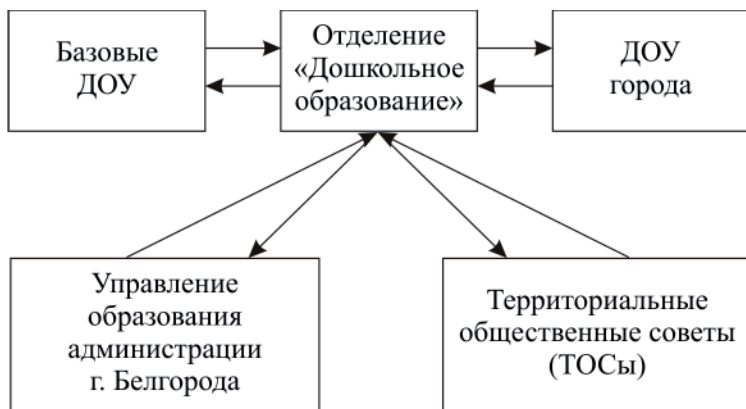 Базовые
ДОУ
Отделение
«Дошкольное
образование»
ДОУ
города
Управление
образования
администрации
г. Белгорода
Территориальные
общественные советы
(ТОСы)